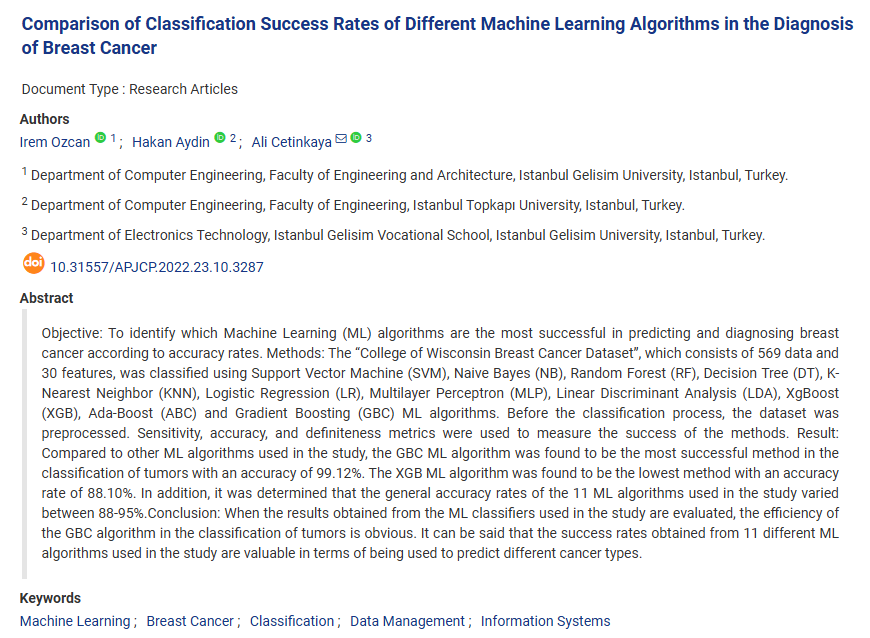 Comparison of Classification Success Rates of Different Machine Learning Algorithms in the Diagnosis
of Breast Cancer
Document Type : Research Articles
Authors
Irem Ozcan iD 1 ; Hakan Aydin iD 2 ; Ali Cetinkaya iD 3
1 Department of Computer Engineering, Faculty of Engineering and Architecture, Istanbul Gelisim University, Istanbul, Turkey.
2 Department of Computer Engineering, Faculty of Engineering, Istanbul Topkapı University, Istanbul, Turkey.
3 Department of Electronics Technology, Istanbul Gelisim Vocational School, Istanbul Gelisim University, Istanbul, Turkey.
doi 10.31557/APJCP.2022.23.10.3287
Abstract
Objective: To identify which Machine Learning (ML) algorithms are the most successful in predicting and diagnosing breast
cancer according to accuracy rates. Methods: The “College of Wisconsin Breast Cancer Dataset”, which consists of 569 data and
30 features, was classified using Support Vector Machine (SVM), Naive Bayes (NB), Random Forest (RF), Decision Tree (DT), K-
Nearest Neighbor (KNN), Logistic Regression (LR), Multilayer Perceptron (MLP), Linear Discriminant Analysis (LDA), XgBoost
(XGB), Ada-Boost (ABC) and Gradient Boosting (GBC) ML algorithms. Before the classification process, the dataset was
preprocessed. Sensitivity, accuracy, and definiteness metrics were used to measure the success of the methods. Result:
Compared to other ML algorithms used in the study, the GBC ML algorithm was found to be the most successful method in the
classification of tumors with an accuracy of 99.12%. The XGB ML algorithm was found to be the lowest method with an accuracy
rate of 88.10%. In addition, it was determined that the general accuracy rates of the 11 ML algorithms used in the study varied
between 88-95%.Conclusion: When the results obtained from the ML classifiers used in the study are evaluated, the efficiency of
the GBC algorithm in the classification of tumors is obvious. It can be said that the success rates obtained from 11 different ML
algorithms used in the study are valuable in terms of being used to predict different cancer types.
Keywords
Machine Learning ; Breast Cancer ; Classification ; Data Management ; Information Systems